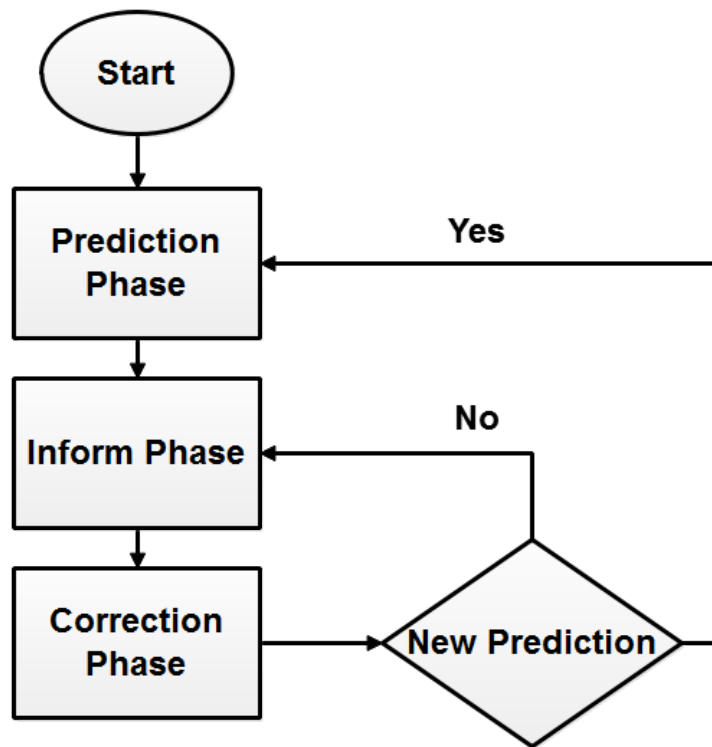 Start
Prediction
Phase
Yes
Inform Phase
No
Correction
Phase
New Prediction